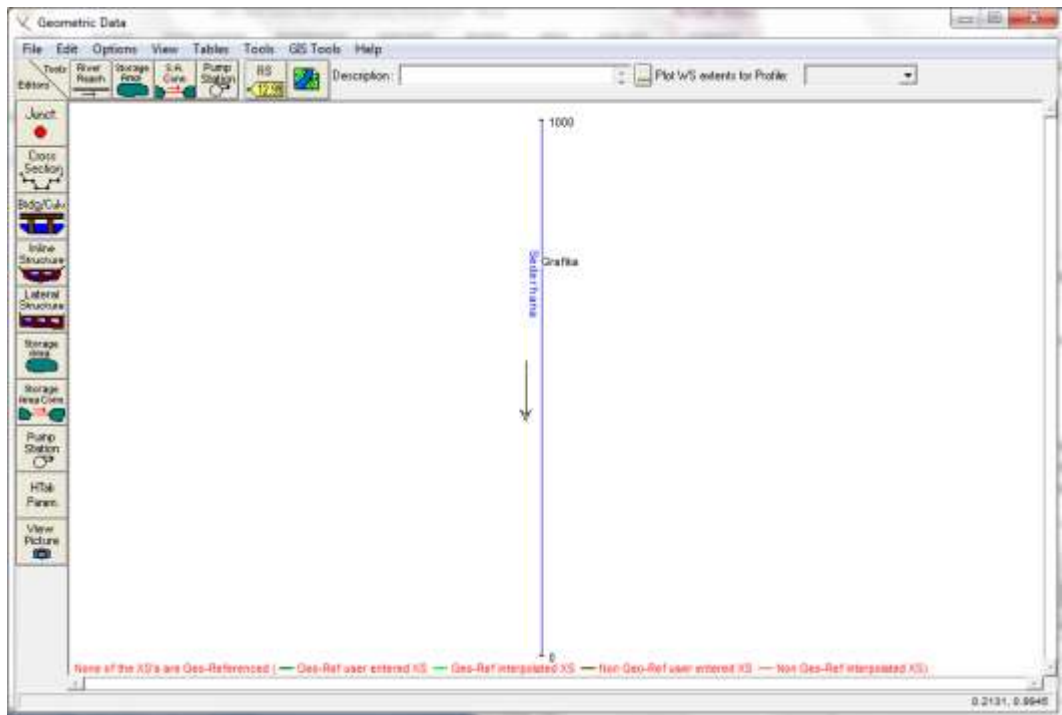 Geometric Data
File Edit Options View Tables Tools GIS Tools Help
Tools
Editors
River Reach
Storage Area
S.A. Conn.
Pump Station
RS
Description:
Plot WS extents for Profile:
Junct.
Cross Section
Brdg/Culv
Inline Structure
Lateral Structure
Storage Area
Storage Area Conn.
Pump Station
HTab Param.
View Picture
1000
Sederhana
Grafika
0
None of the XS's are Geo-Referenced ( Geo-Ref user entered XS Geo-Ref interpolated XS Non Geo-Ref user entered XS Non Geo-Ref interpolated XS)
0.2131, 0.9946